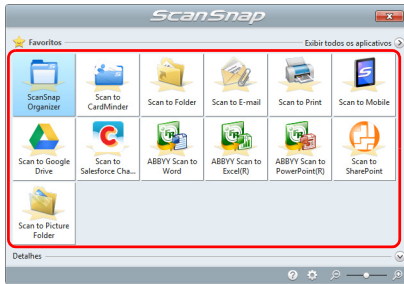 ScanSnap
Favoritos
Exibir todos os aplicativos
ScanSnap Organizer
Scan to CardMinder
Scan to Folder
Scan to E-mail
Scan to Print
Scan to Mobile
Scan to Google Drive
Scan to Salesforce Cha...
ABBYY Scan to Word
ABBYY Scan to Excel(R)
ABBYY Scan to PowerPoint(R)
Scan to SharePoint
Scan to Picture Folder
Detalhes